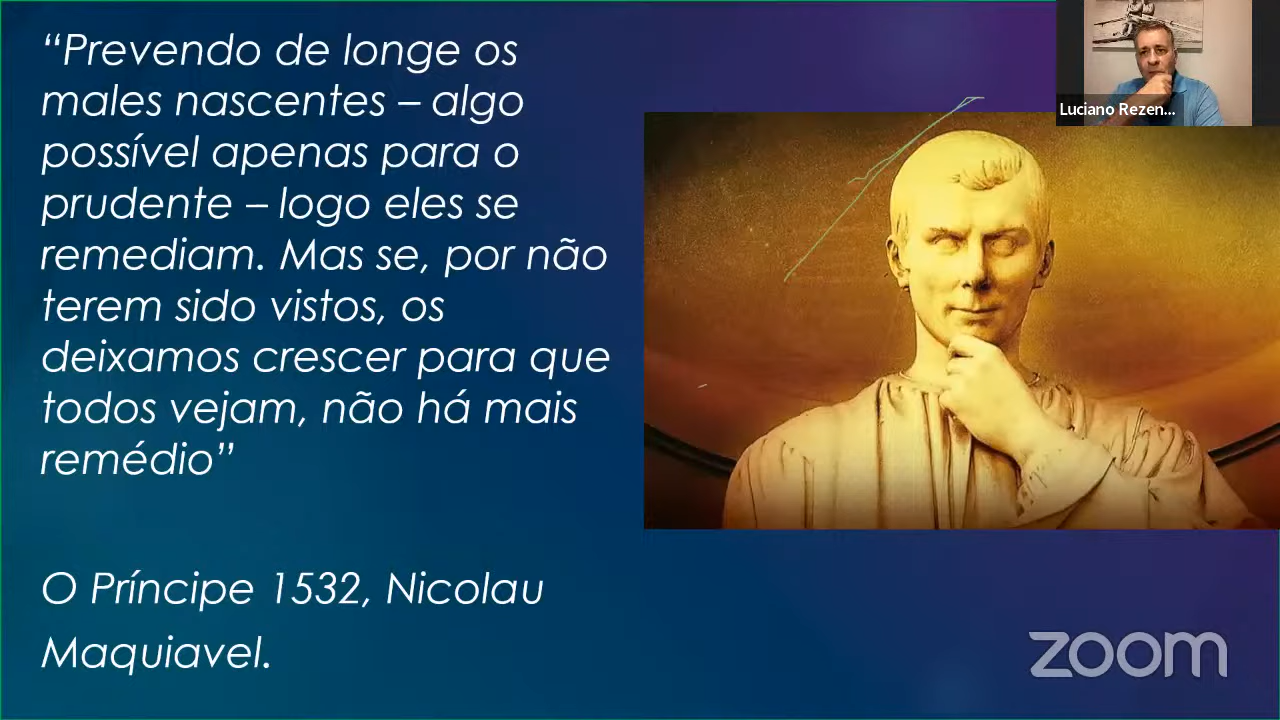 “Prevendo de longe os
males nascentes – algo
possível apenas para o
prudente – logo eles se
remediam. Mas se, por não
terem sido vistos, os
deixamos crescer para que
todos vejam, não há mais
remédio”
O Príncipe 1532, Nicolau
Maquiavel.
Luciano Rezen...
zoom